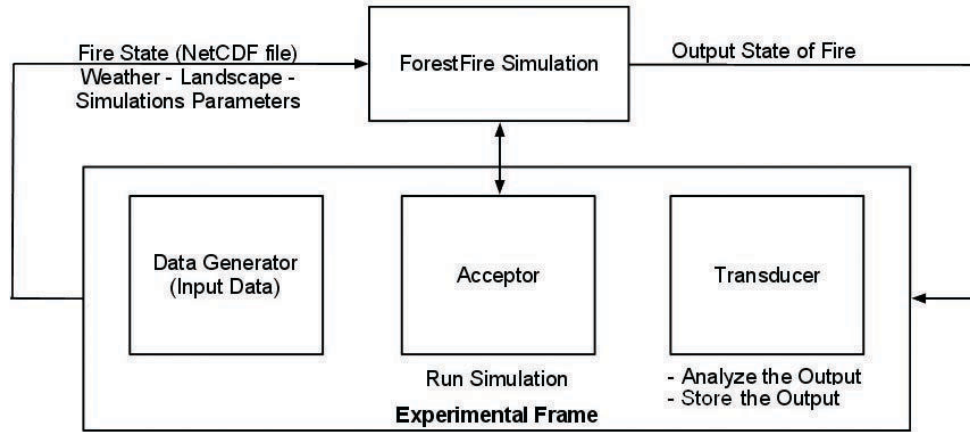 Fire State (NetCDF file)
Weather - Landscape -
Simulations Parameters
ForestFire Simulation
Output State of Fire
Data Generator
(Input Data)
Acceptor
Transducer
Run Simulation
- Analyze the Output
- Store the Output
Experimental Frame